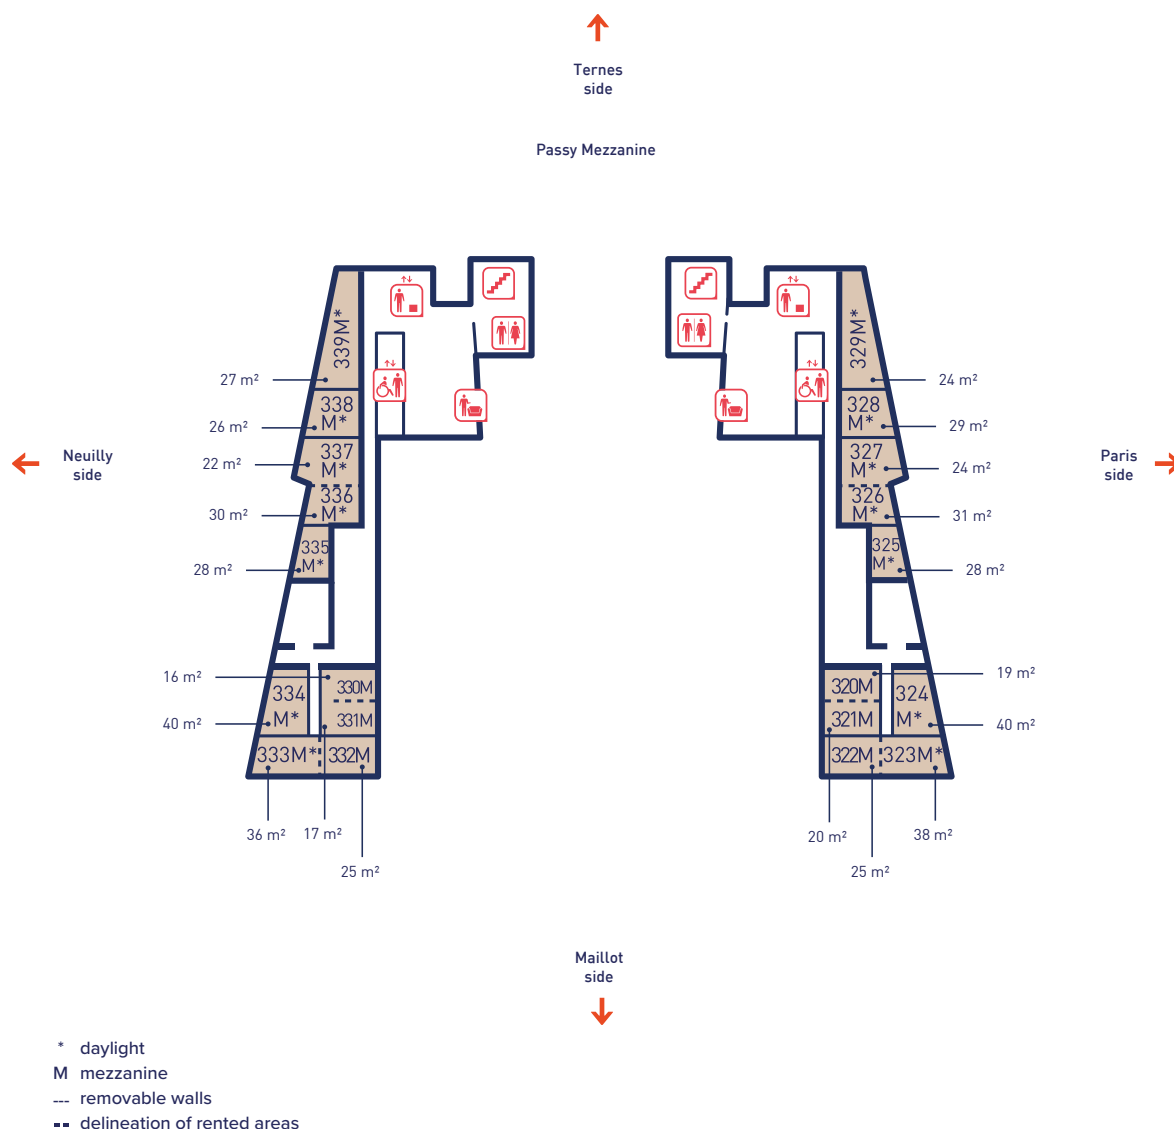 Ternes
side
Passy Mezzanine
339M*
329M*
27 m²
24 m²
338
M*
328
M*
26 m²
29 m²
Neuilly
side
22 m²
337
M*
327
M*
24 m²
Paris
side
336
M*
326
M*
30 m²
31 m²
335
M*
325
M*
28 m²
28 m²
16 m²
330M
320M
19 m²
334
M*
324
M*
40 m²
331M
321M
40 m²
333M*
332M
322M
323M*
36 m²
17 m²
20 m²
38 m²
25 m²
25 m²
Maillot
side
* daylight
M mezzanine
--- removable walls
-- delineation of rented areas